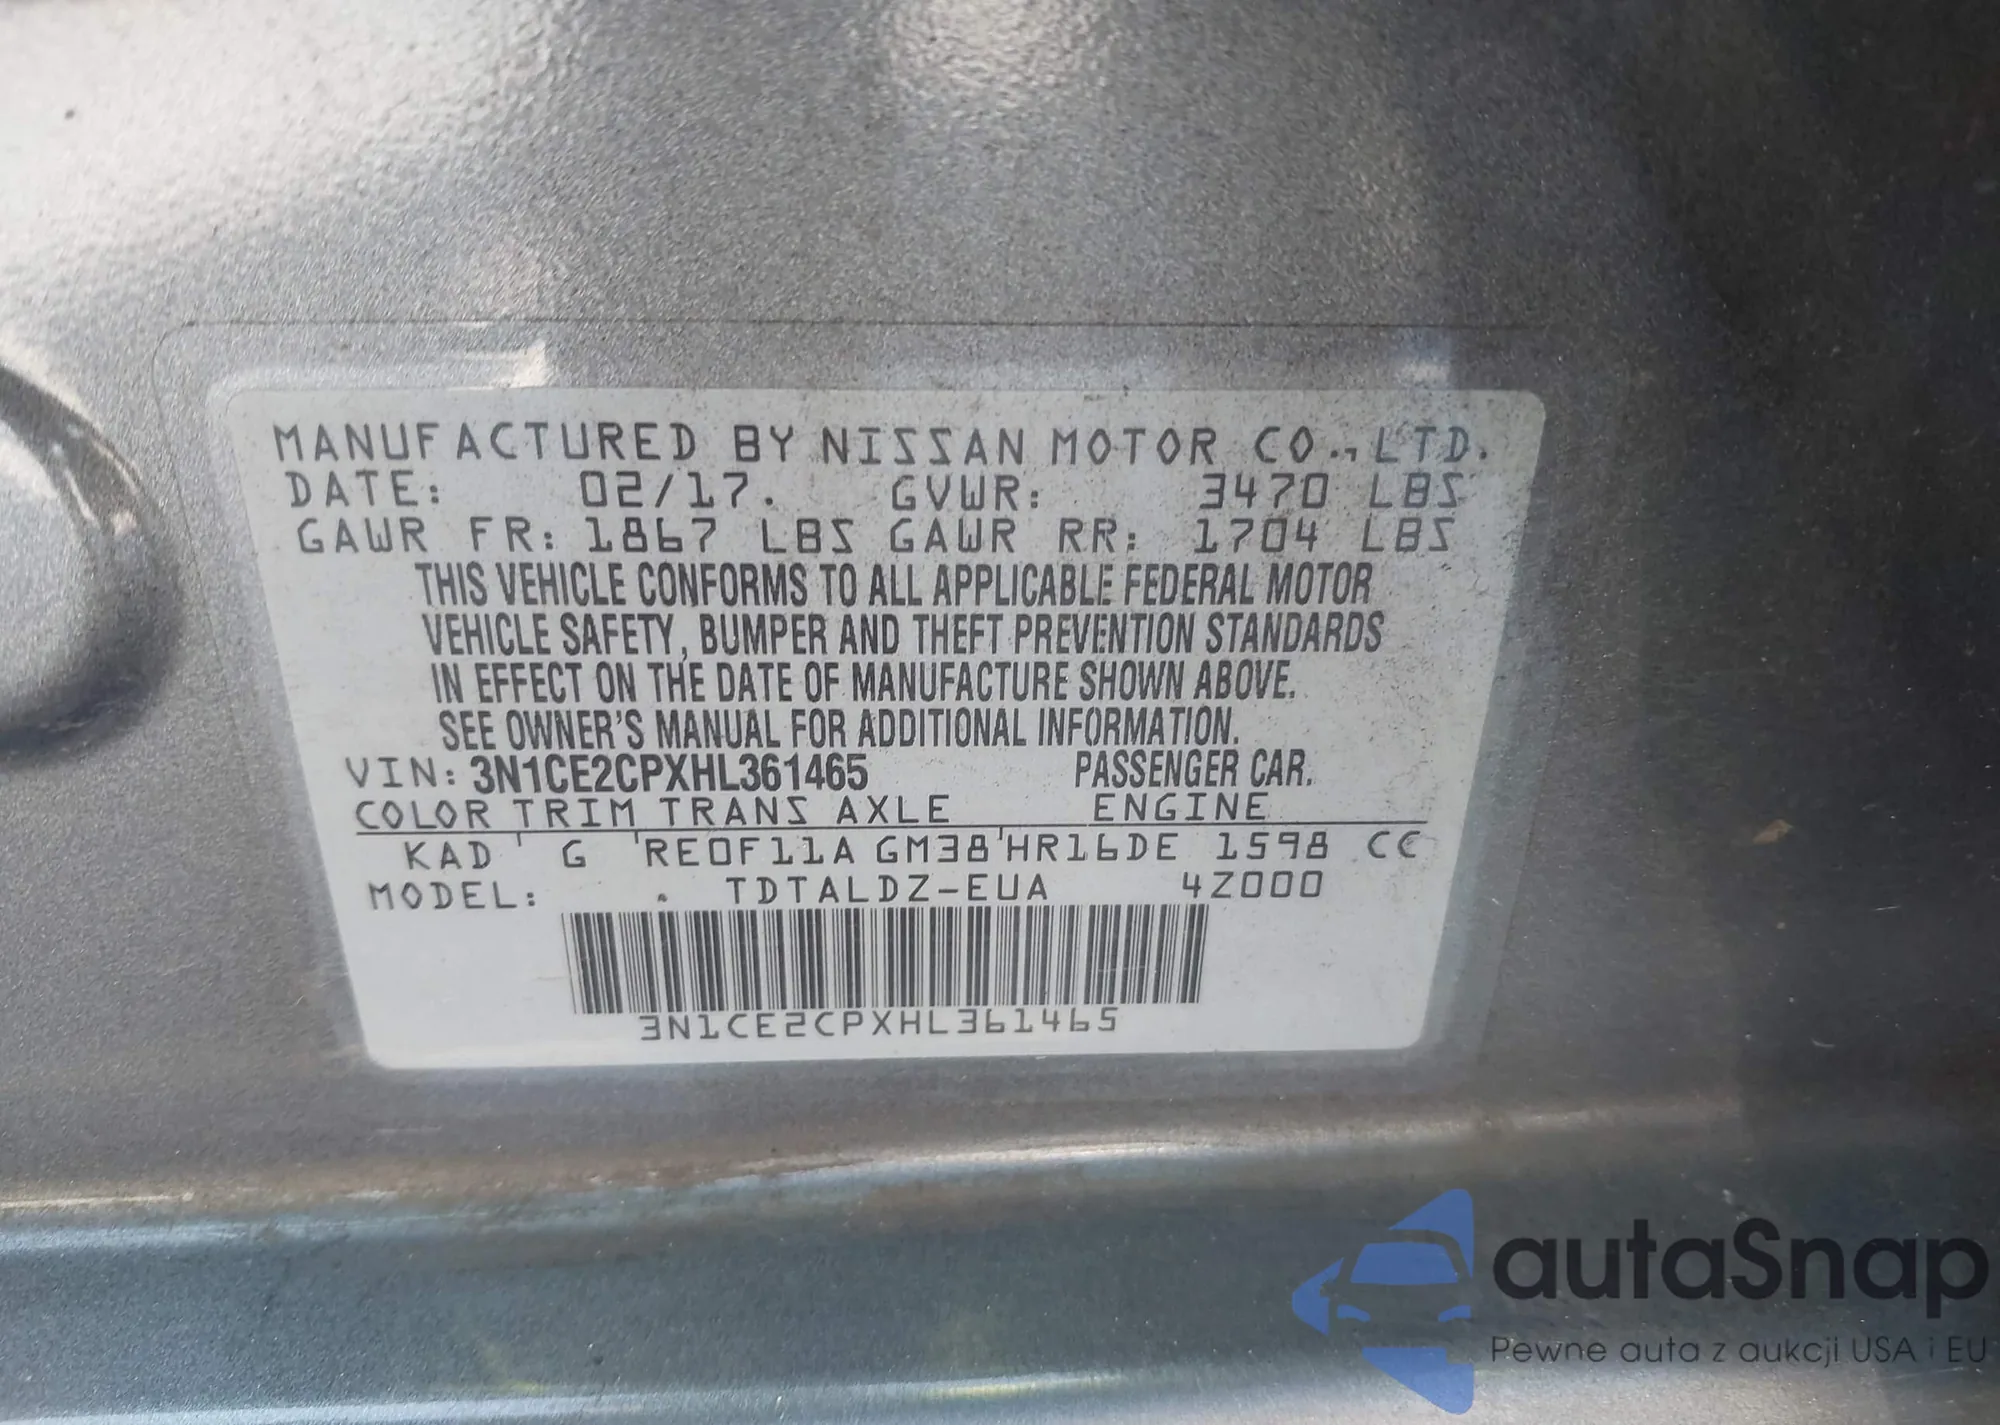 MANUFACTURED BY NISSAN MOTOR CO., LTD.
DATE: 02/17. GVWR: 3470 LBS
GAWR FR: 1867 LBS GAWR RR: 1704 LBS
THIS VEHICLE CONFORMS TO ALL APPLICABLE FEDERAL MOTOR
VEHICLE SAFETY, BUMPER AND THEFT PREVENTION STANDARDS
IN EFFECT ON THE DATE OF MANUFACTURE SHOWN ABOVE.
SEE OWNER'S MANUAL FOR ADDITIONAL INFORMATION.
VIN: 3N1CE2CPXHL361465 PASSENGER CAR.
COLOR TRIM TRANS AXLE ENGINE
KAD G RE0F11A GM38 HR16DE 1598 CC
MODEL: . TDTALDZ-EUA 4Z000
3N1CE2CPXHL361465
autaSnap
Pewne auta z aukcji USA i EU